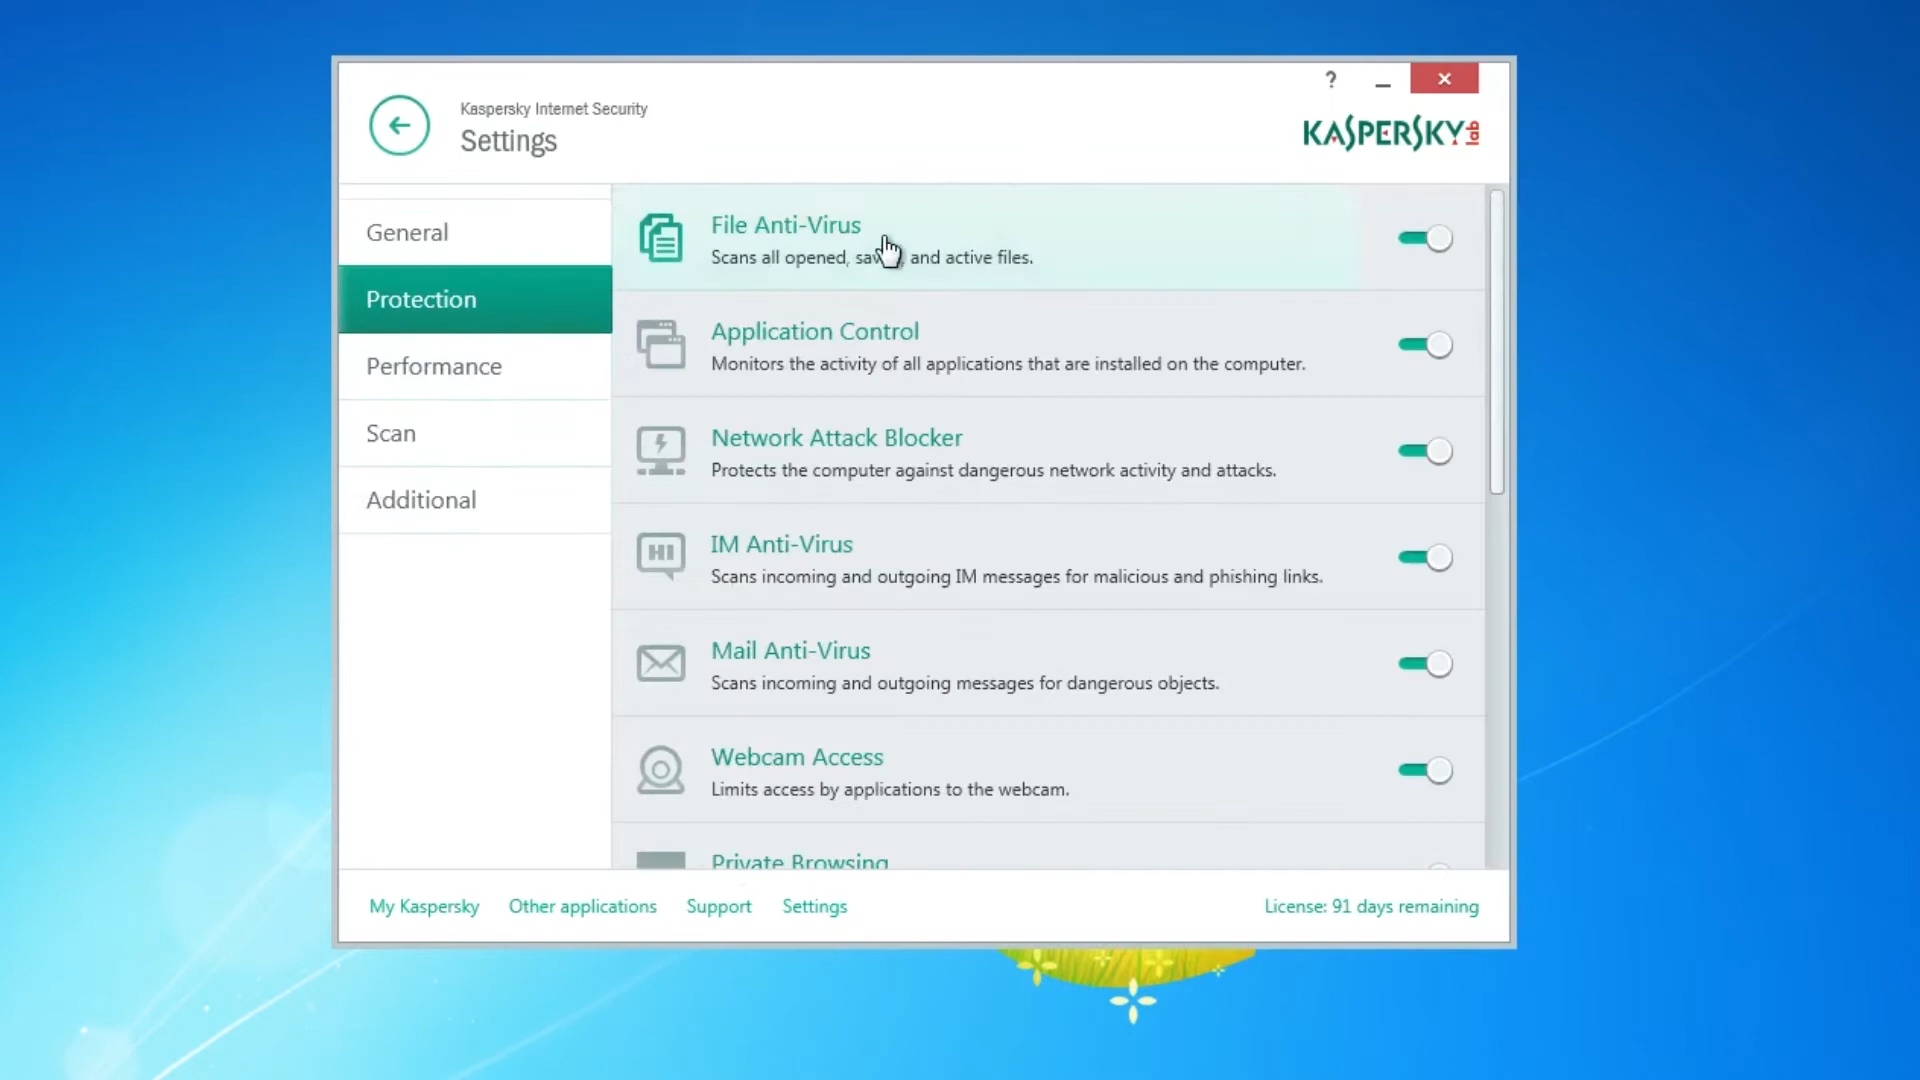 ?
Kaspersky Internet Security
Settings
KASPERSKY lab
General
Protection
Performance
Scan
Additional
File Anti-Virus
Scans all opened, and active files.
Application Control
Monitors the activity of all applications that are installed on the computer.
Network Attack Blocker
Protects the computer against dangerous network activity and attacks.
HI
IM Anti-Virus
Scans incoming and outgoing IM messages for malicious and phishing links.
Mail Anti-Virus
Scans incoming and outgoing messages for dangerous objects.
Webcam Access
Limits access by applications to the webcam.
Private Browsing
My Kaspersky
Other applications
Support
Settings
License: 91 days remaining